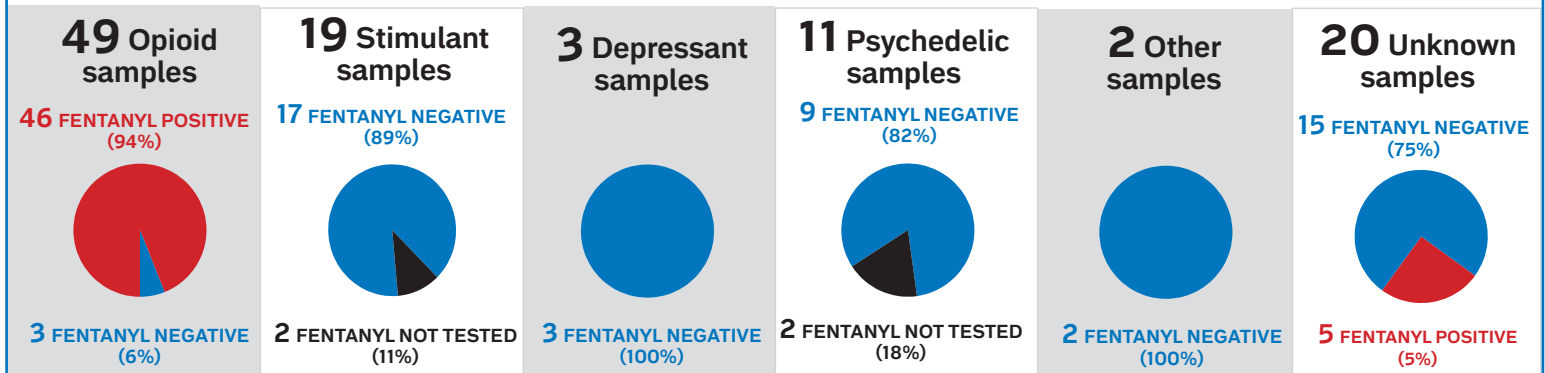 49 Opioid
samples
46 FENTANYL POSITIVE
(94%)
3 FENTANYL NEGATIVE
(6%)
19 Stimulant
samples
17 FENTANYL NEGATIVE
(89%)
2 FENTANYL NOT TESTED
(11%)
3 Depressant
samples
3 FENTANYL NEGATIVE
(100%)
11 Psychedelic
samples
9 FENTANYL NEGATIVE
(82%)
2 FENTANYL NOT TESTED
(18%)
2 Other
samples
2 FENTANYL NEGATIVE
(100%)
20 Unknown
samples
15 FENTANYL NEGATIVE
(75%)
5 FENTANYL POSITIVE
(5%)